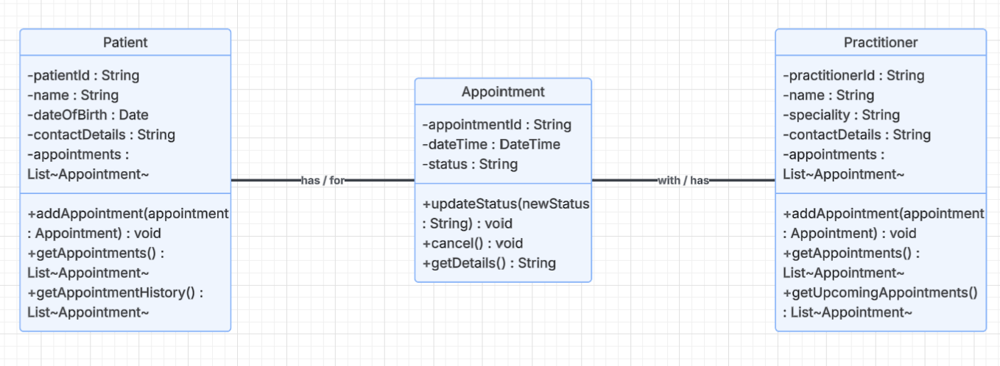 Patient
-patientId : String
-name : String
-dateOfBirth : Date
-contactDetails : String
-appointments :
List~Appointment~
+addAppointment(appointment
: Appointment) : void
+getAppointments() :
List~Appointment~
+getAppointmentHistory() :
List~Appointment~
has / for
Appointment
-appointmentId : String
-dateTime : DateTime
-status : String
+updateStatus(newStatus
: String) : void
+cancel() : void
+getDetails() : String
with / has
Practitioner
-practitionerId : String
-name : String
-speciality : String
-contactDetails : String
-appointments :
List~Appointment~
+addAppointment(appointment
: Appointment) : void
+getAppointments() :
List~Appointment~
+getUpcomingAppointments()
: List~Appointment~